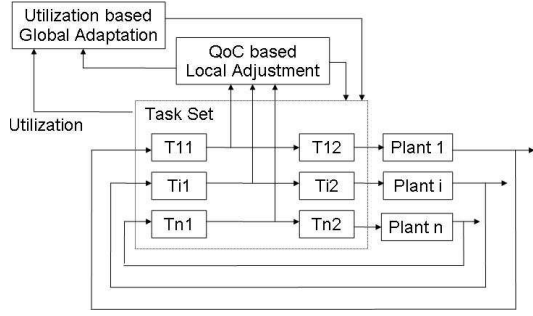 Utilization based
Global Adaptation
QoC based
Local Adjustment
Task Set
Utilization
T11
T12
Plant 1
Ti1
Ti2
Plant i
Tn1
Tn2
Plant n